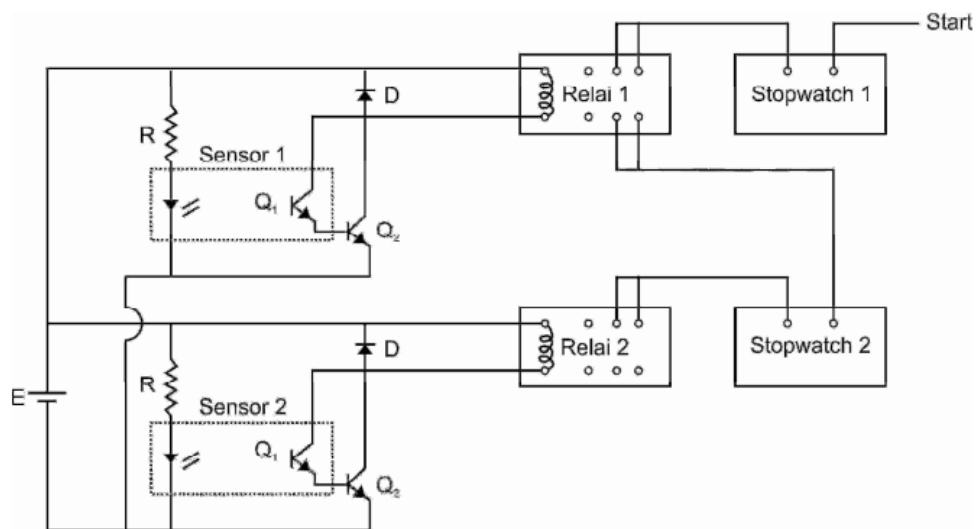 Start
Relai 1
Stopwatch 1
D
R
Sensor 1
Q₁
Q₂
Relai 2
Stopwatch 2
D
R
E
Sensor 2
Q₁
Q₂